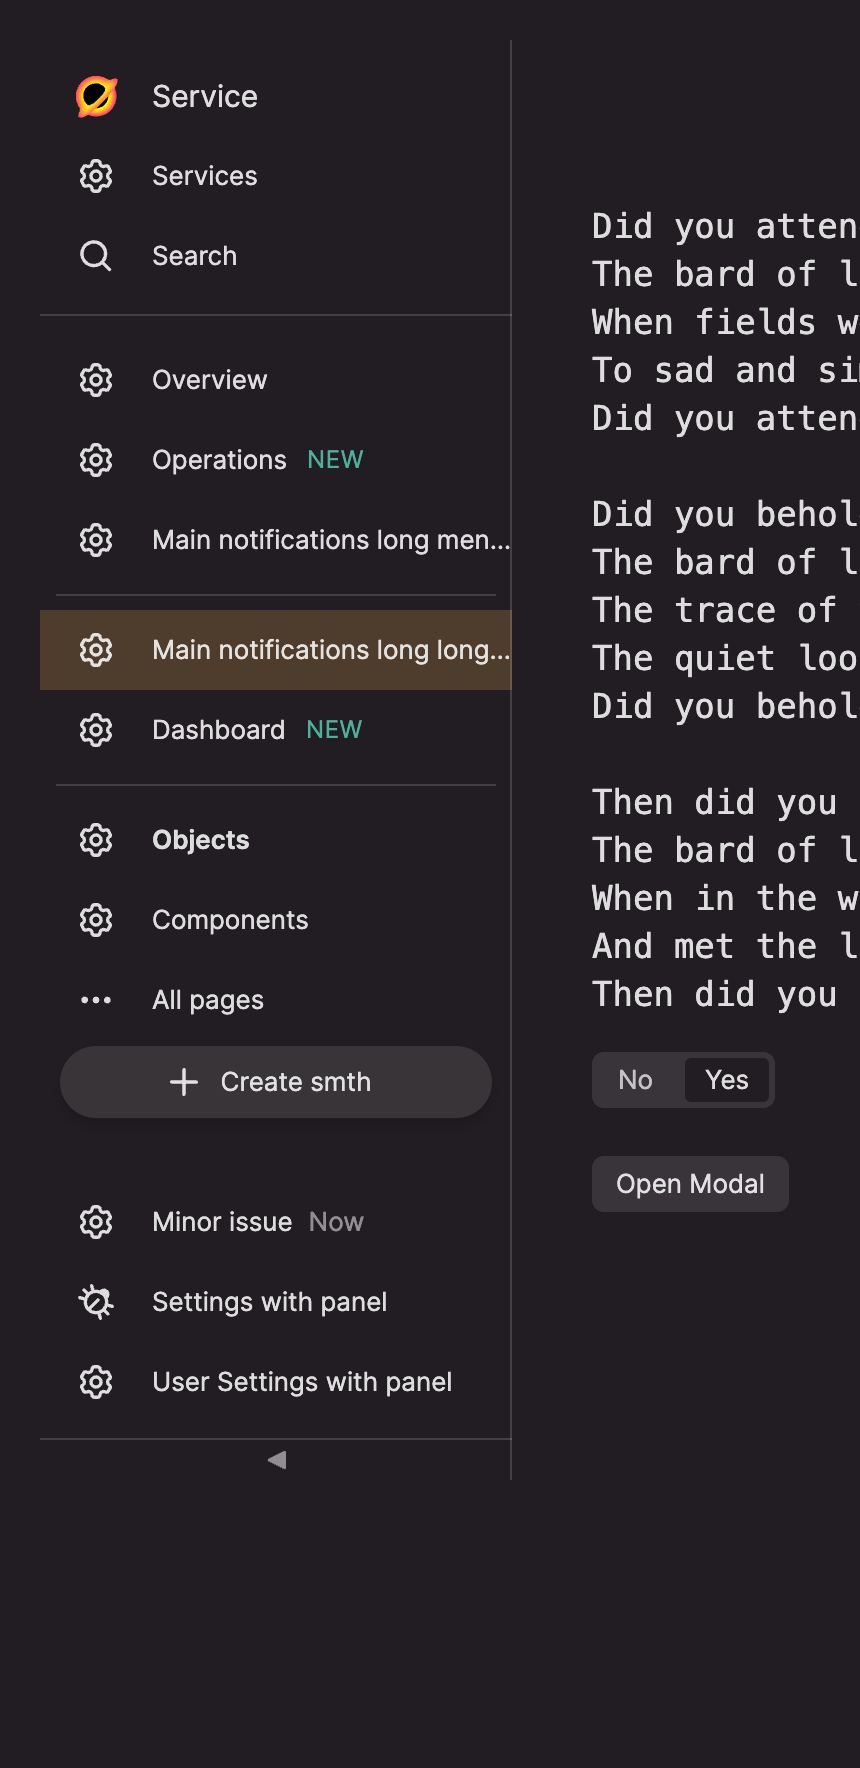 Service
Services
Search
Overview
Operations NEW
Main notifications long men...
Main notifications long long...
Dashboard NEW
Objects
Components
All pages
Create smth
Minor issue Now
Settings with panel
User Settings with panel
Did you atten
The bard of l
When fields w
To sad and si
Did you atten
Did you behol
The bard of l
The trace of
The quiet loo
Did you behol
Then did you
The bard of l
When in the w
And met the l
Then did you
No Yes
Open Modal